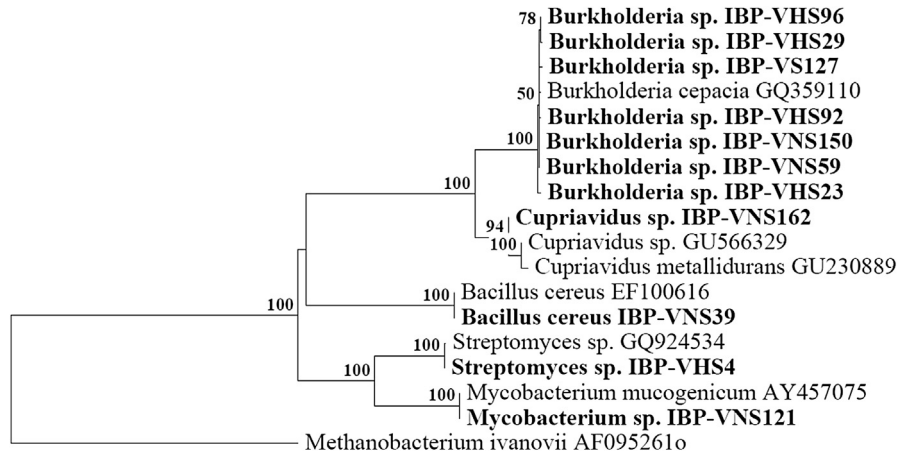 78 Burkholderia sp. IBP-VHS96
Burkholderia sp. IBP-VHS29
Burkholderia sp. IBP-VS127
50 Burkholderia cepacia GQ359110
Burkholderia sp. IBP-VHS92
100 Burkholderia sp. IBP-VNS150
Burkholderia sp. IBP-VNS59
100 Burkholderia sp. IBP-VHS23
94 Cupriavidus sp. IBP-VNS162
100 Cupriavidus sp. GU566329
Cupriavidus metallidurans GU230889
100 100 Bacillus cereus EF100616
Bacillus cereus IBP-VNS39
100 Streptomyces sp. GQ924534
100 Streptomyces sp. IBP-VHS4
100 Mycobacterium mucogenicum AY457075
Mycobacterium sp. IBP-VNS121
Methanobacterium ivanovii AF095261o